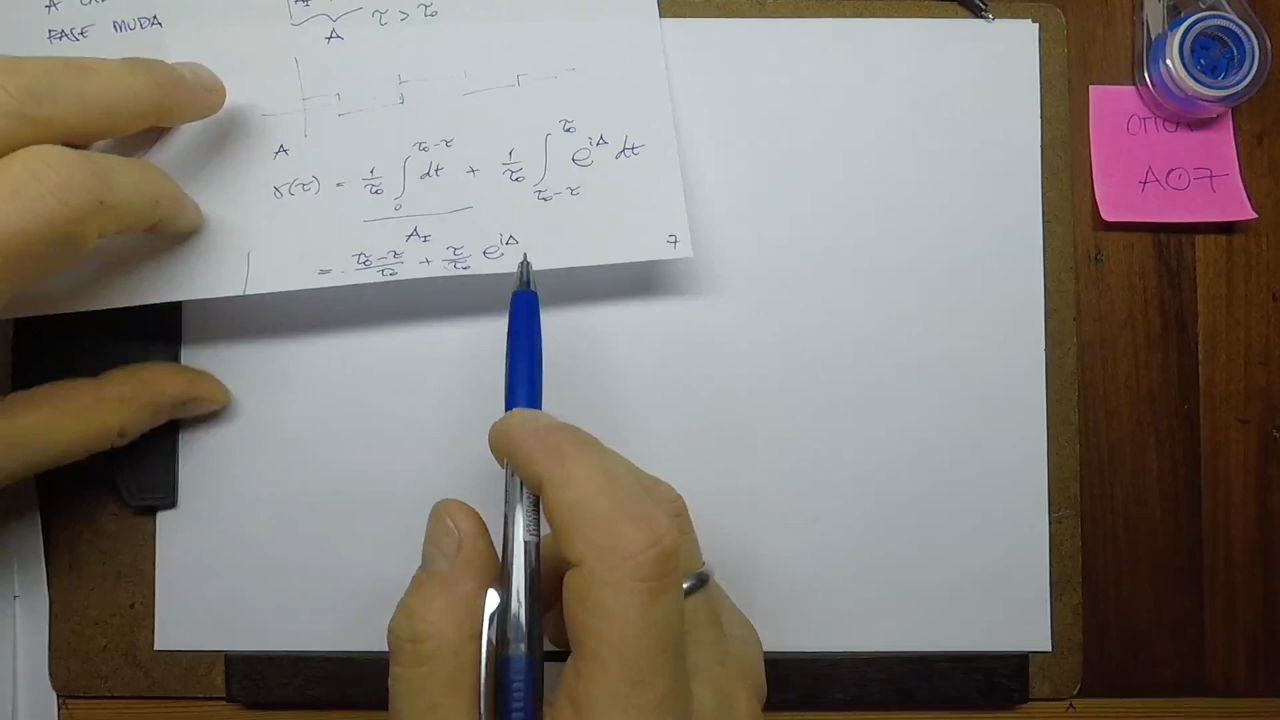 FASE MUDA
A
τ > τ₀
A
γ(τ) = 1/τ₀ ∫₀^{τ₀-τ} dt + 1/τ₀ ∫_{τ₀-τ}^{τ₀} e^{iΔ} dt
A_I
= τ₀-τ/τ₀ + τ/τ₀ e^{iΔ}
7
A07